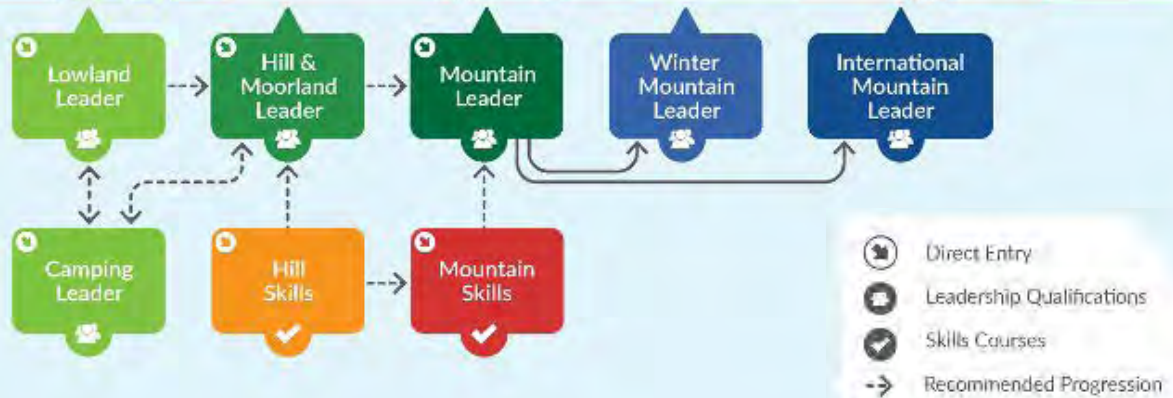 Lowland
Leader
Hill &
Moorland
Leader
Mountain
Leader
Winter
Mountain
Leader
International
Mountain
Leader
Camping
Leader
Hill
Skills
Mountain
Skills
Direct Entry
Leadership Qualifications
Skills Courses
Recommended Progression